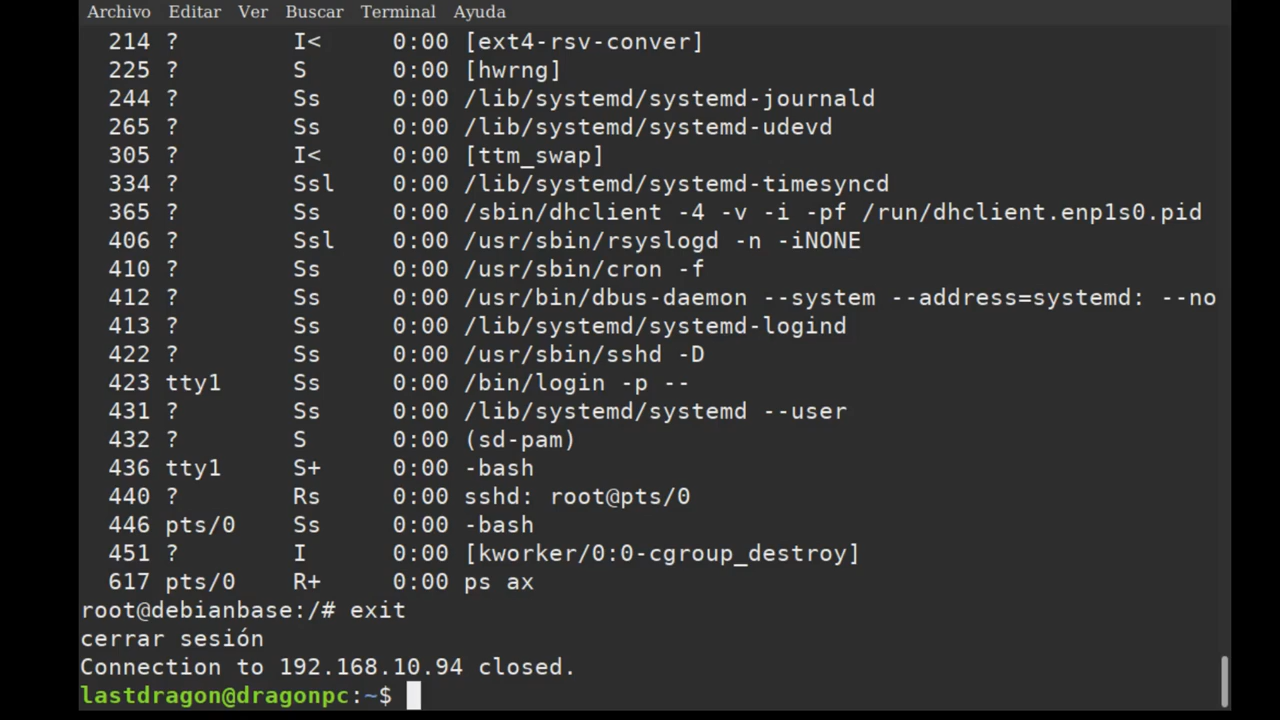 Archivo Editar Ver Buscar Terminal Ayuda
214 ? I< 0:00 [ext4-rsv-conver]
225 ? S 0:00 [hwrng]
244 ? Ss 0:00 /lib/systemd/systemd-journald
265 ? Ss 0:00 /lib/systemd/systemd-udevd
305 ? I< 0:00 [ttm_swap]
334 ? Ssl 0:00 /lib/systemd/systemd-timesyncd
365 ? Ss 0:00 /sbin/dhclient -4 -v -i -pf /run/dhclient.enp1s0.pid
406 ? Ssl 0:00 /usr/sbin/rsyslogd -n -iNONE
410 ? Ss 0:00 /usr/sbin/cron -f
412 ? Ss 0:00 /usr/bin/dbus-daemon --system --address=systemd: --no
413 ? Ss 0:00 /lib/systemd/systemd-logind
422 ? Ss 0:00 /usr/sbin/sshd -D
423 tty1 Ss 0:00 /bin/login -p --
431 ? Ss 0:00 /lib/systemd/systemd --user
432 ? S 0:00 (sd-pam)
436 tty1 S+ 0:00 -bash
440 ? Rs 0:00 sshd: root@pts/0
446 pts/0 Ss 0:00 -bash
451 ? I 0:00 [kworker/0:0-cgroup_destroy]
617 pts/0 R+ 0:00 ps ax
root@debianbase:/# exit
cerrar sesión
Connection to 192.168.10.94 closed.
lastdragon@dragonpc:~$